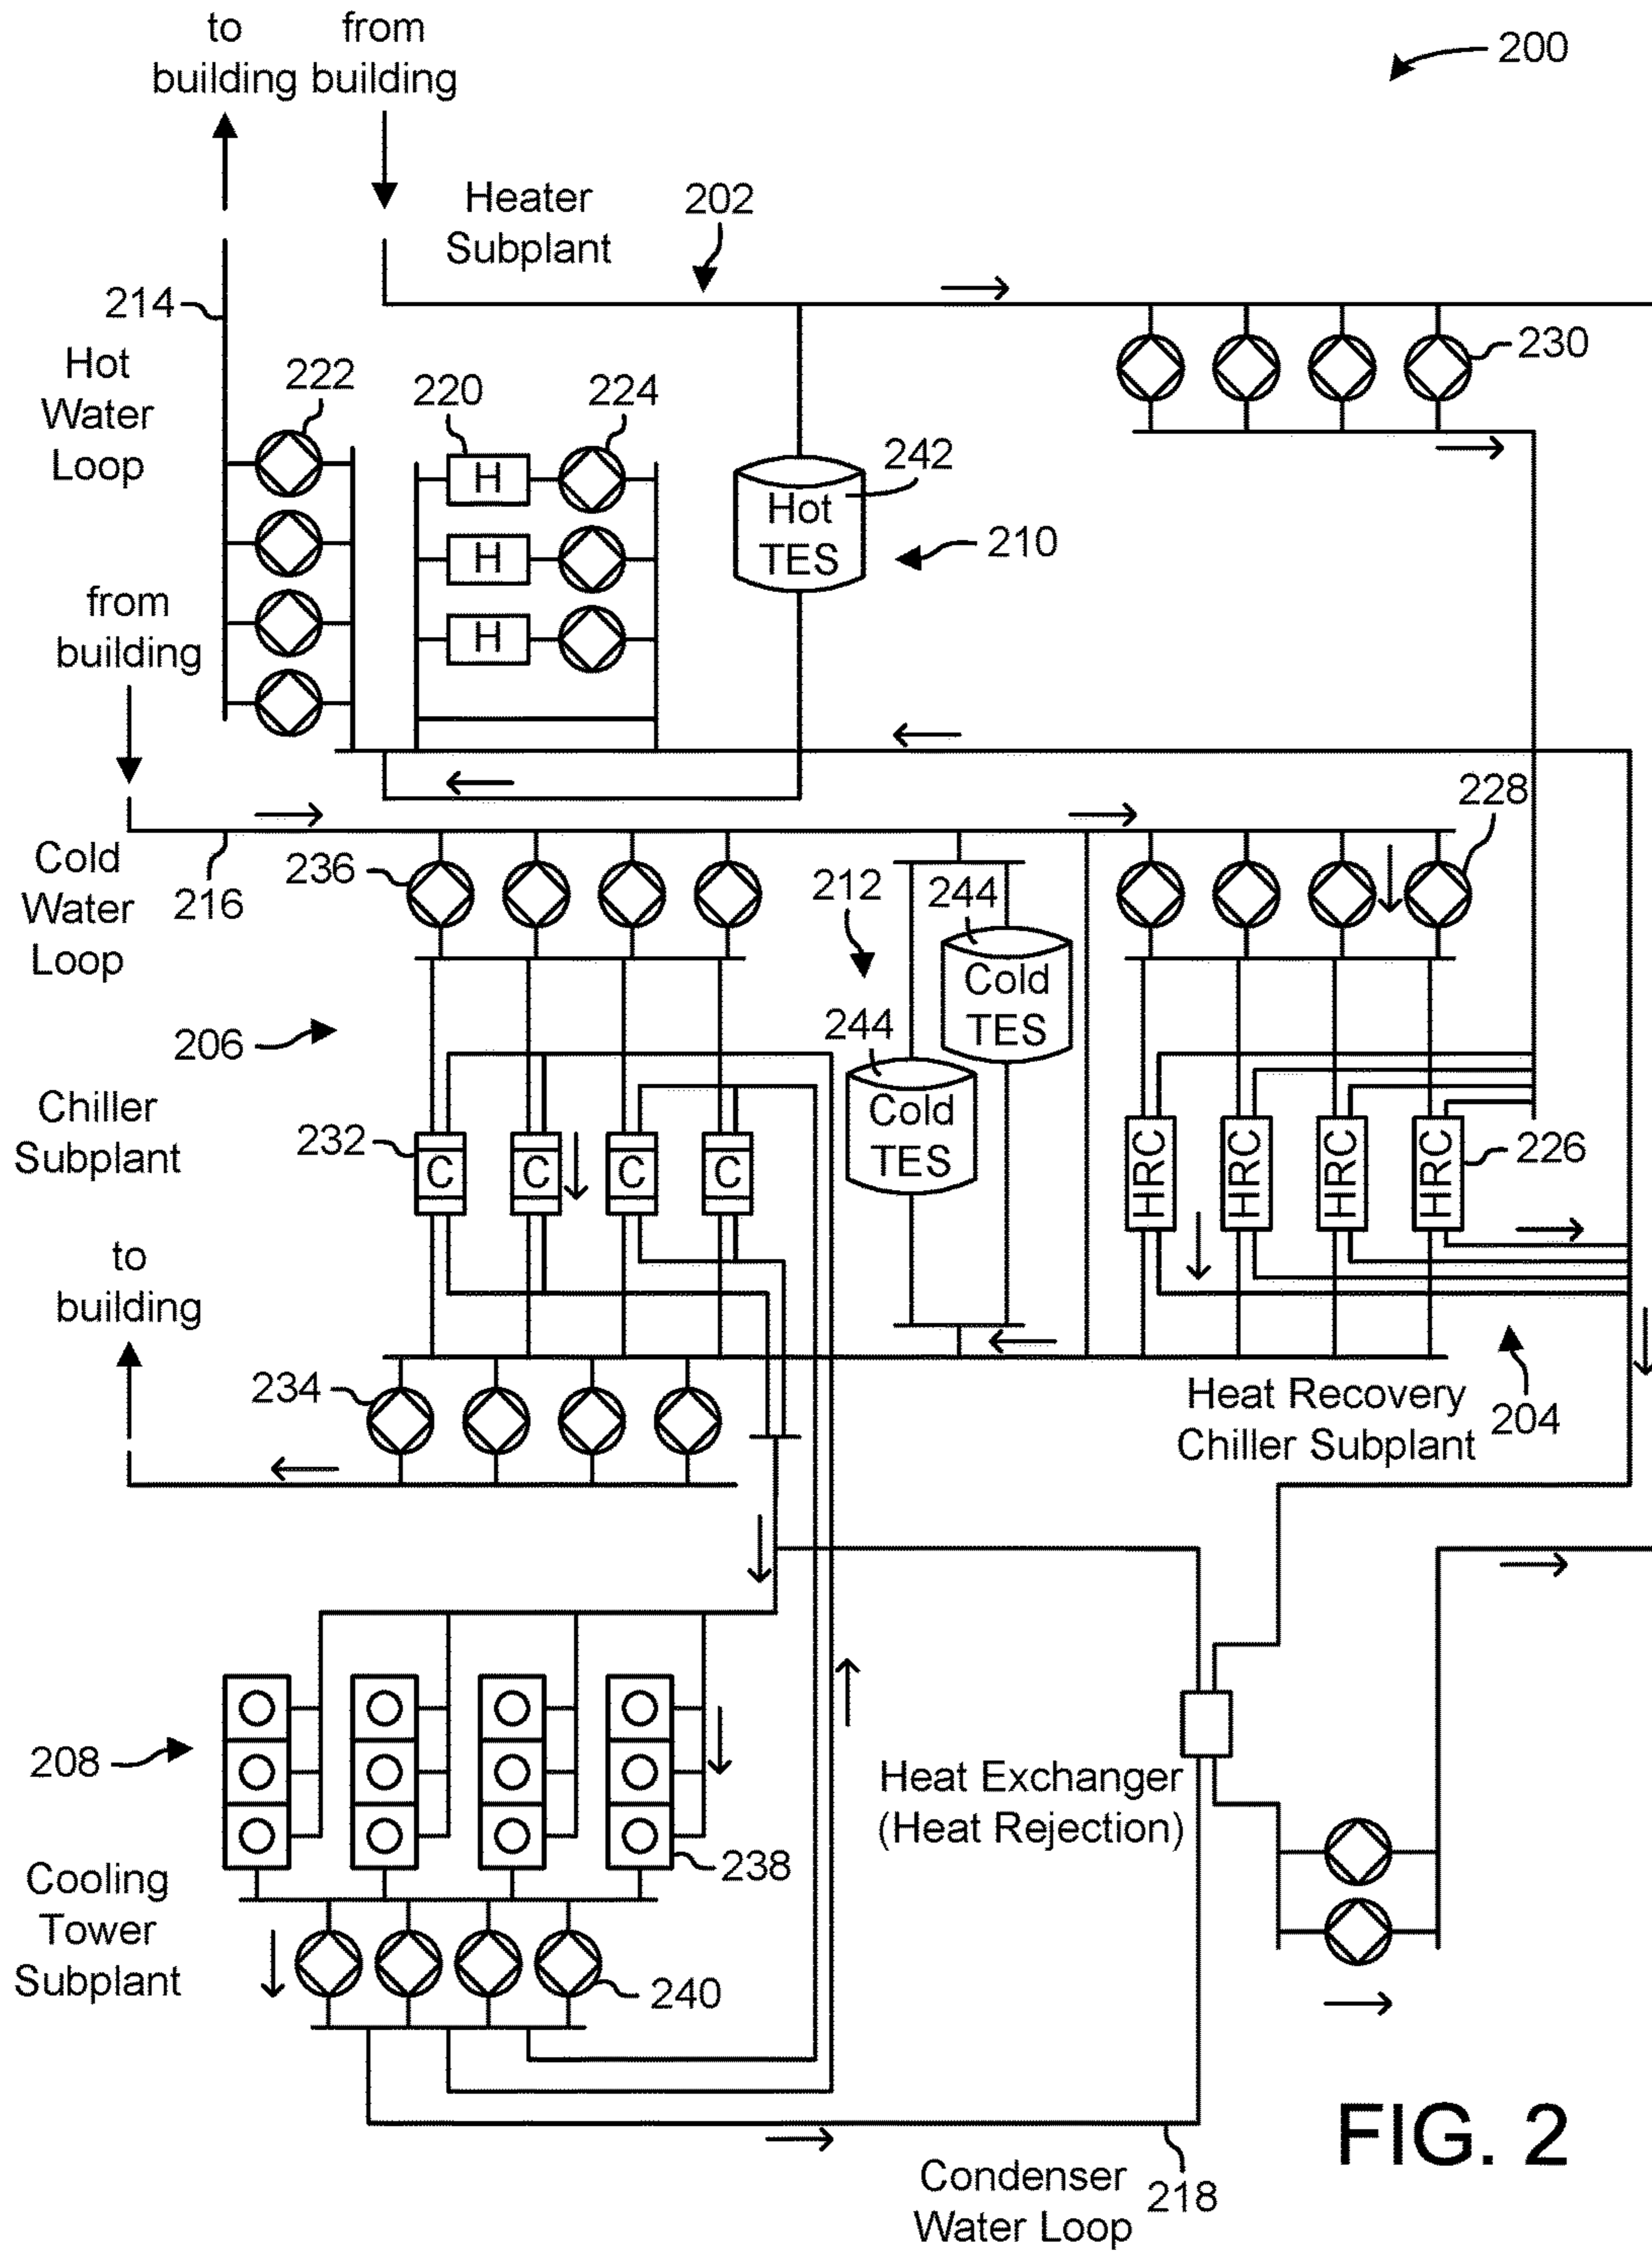 to
building
from
building
200
Heater
Subplant
202
214
Hot
Water
Loop
222
220
224
230
H
H
H
Hot
TES
242
210
from
building
228
Cold
Water
Loop
216
236
212
244
Cold
TES
244
Cold
TES
206
Chiller
Subplant
232
C
C
C
C
HRC
HRC
HRC
HRC
226
to
building
234
Heat Recovery
Chiller Subplant
204
208
Heat Exchanger
(Heat Rejection)
238
Cooling
Tower
Subplant
240
Condenser
Water Loop
218
FIG. 2